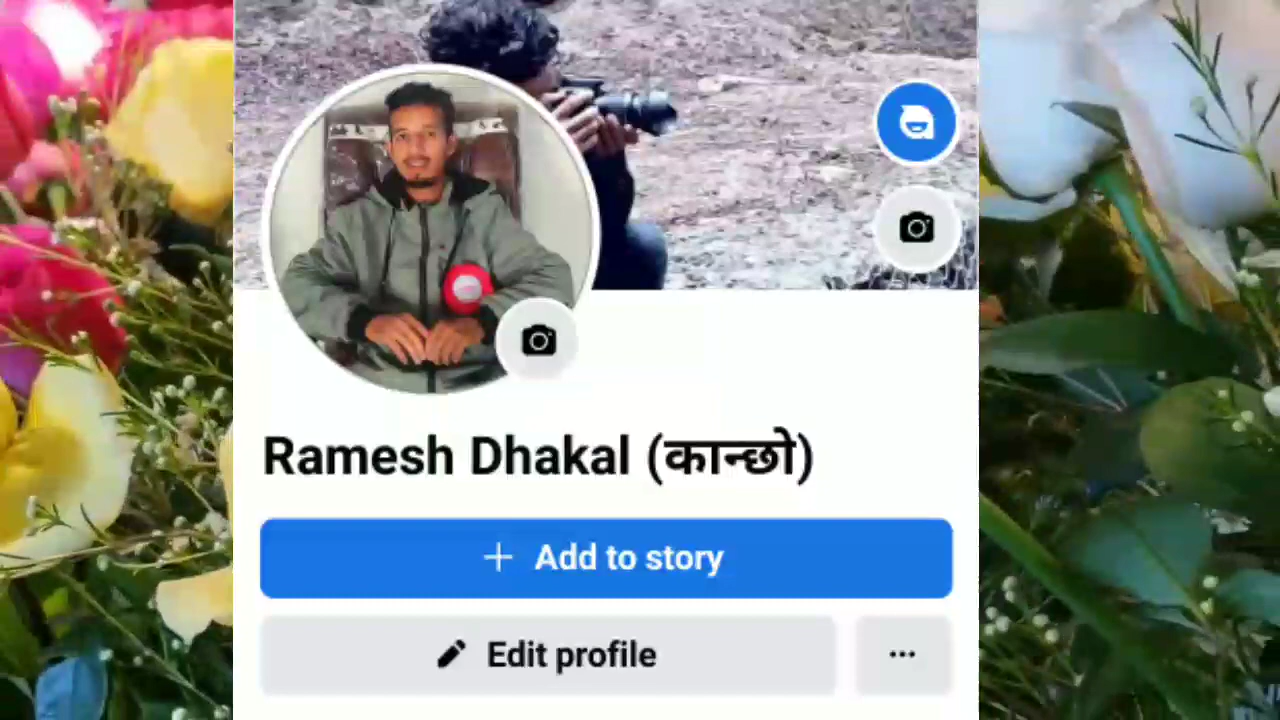 Ramesh Dhakal (कान्छो)
Add to story
Edit profile